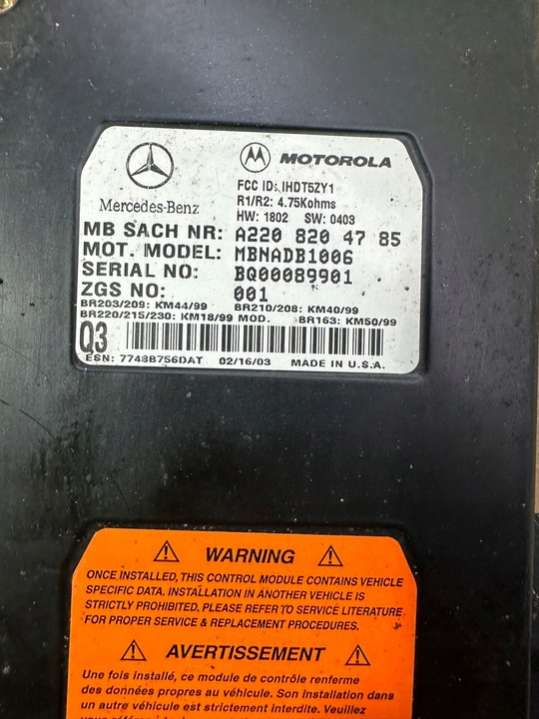 MOTOROLA
Mercedes-Benz
FCC ID: IHDT5ZY1
R1/R2: 4.75Kohms
HW: 1802 SW: 0403
MB SACH NR: A220 820 47 85
MOT. MODEL: MBNADB1006
SERIAL NO: BQ00089901
ZGS NO: 001
BR203/209: KM44/99 BR210/208: KM40/99
BR220/215/230: KM18/99 MOD. BR163: KM50/99
Q3
ESN: 7748B756DAT 02/16/03 MADE IN U.S.A.
WARNING
ONCE INSTALLED, THIS CONTROL MODULE CONTAINS VEHICLE
SPECIFIC DATA. INSTALLATION IN ANOTHER VEHICLE IS
STRICTLY PROHIBITED. PLEASE REFER TO SERVICE LITERATURE
FOR PROPER SERVICE & REPLACEMENT PROCEDURES.
AVERTISSEMENT
Une fois installé, ce module de contrôle renferme
des données propres au véhicule. Son installation dans
un autre véhicule est strictement interdite. Veuillez
vous référer à